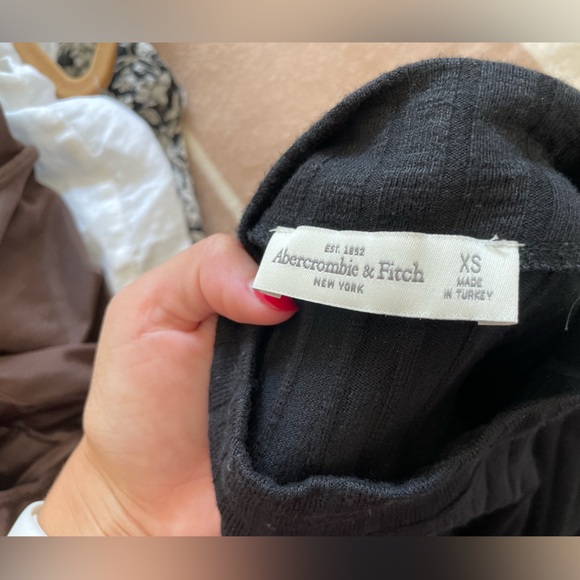 EST. 1892
Abercrombie & Fitch
NEW YORK
XS
MADE
IN TURKEY